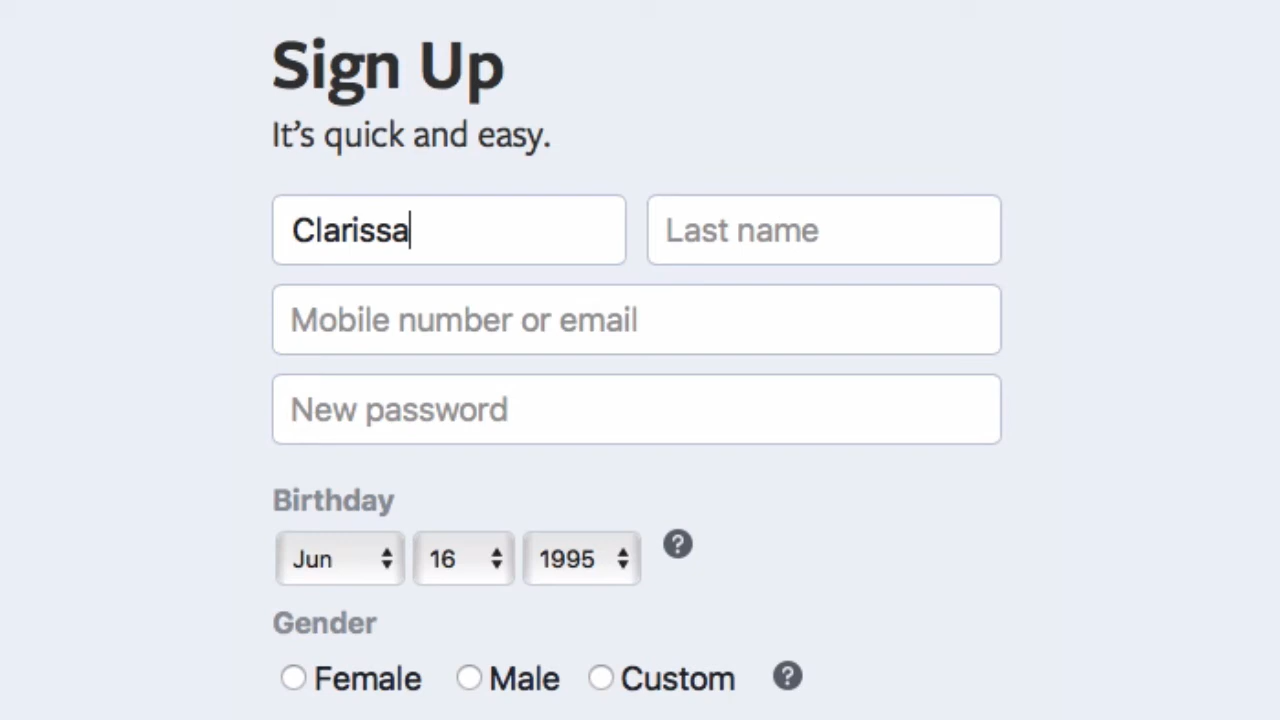 Sign Up
It’s quick and easy.
Clarissa Last name
Mobile number or email
New password
Birthday
Jun 16 1995 ?
Gender
Female Male Custom ?